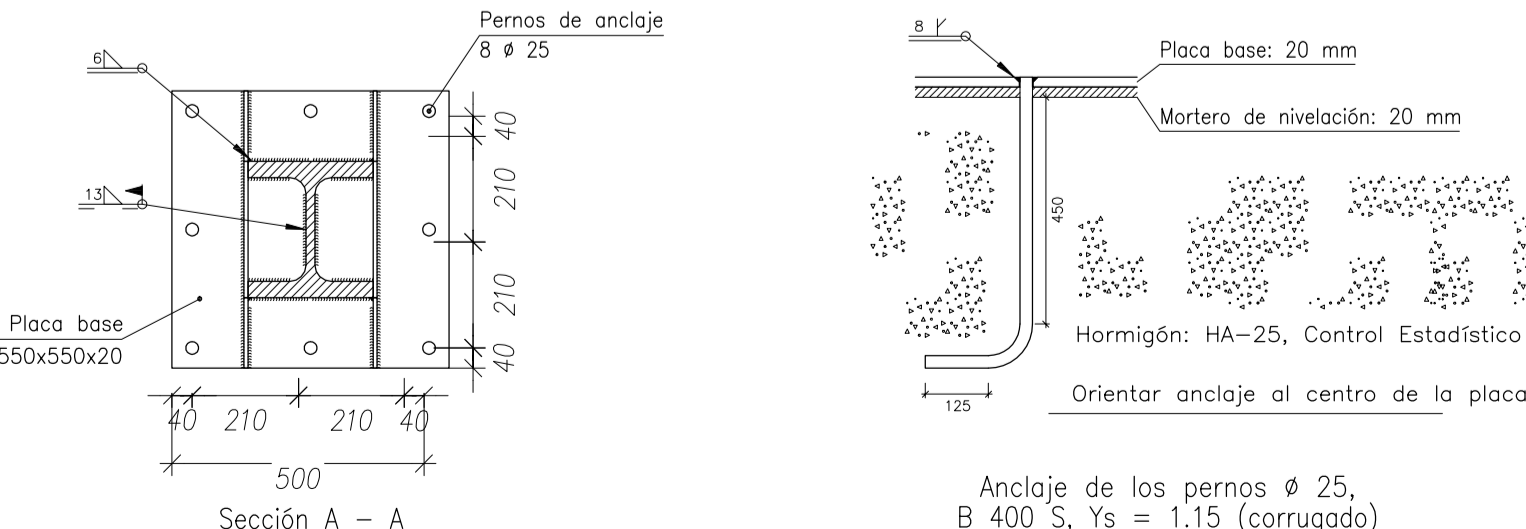 Pernos de anclaje
8 ø 25
6
13
40
210
210
40
Placa base
550x550x20
40 210 210 40
500
Sección A – A
8
Placa base: 20 mm
Mortero de nivelación: 20 mm
450
Hormigón: HA–25, Control Estadístico
125
Orientar anclaje al centro de la placa
Anclaje de los pernos ø 25,
B 400 S, Ys = 1.15 (corrugado)